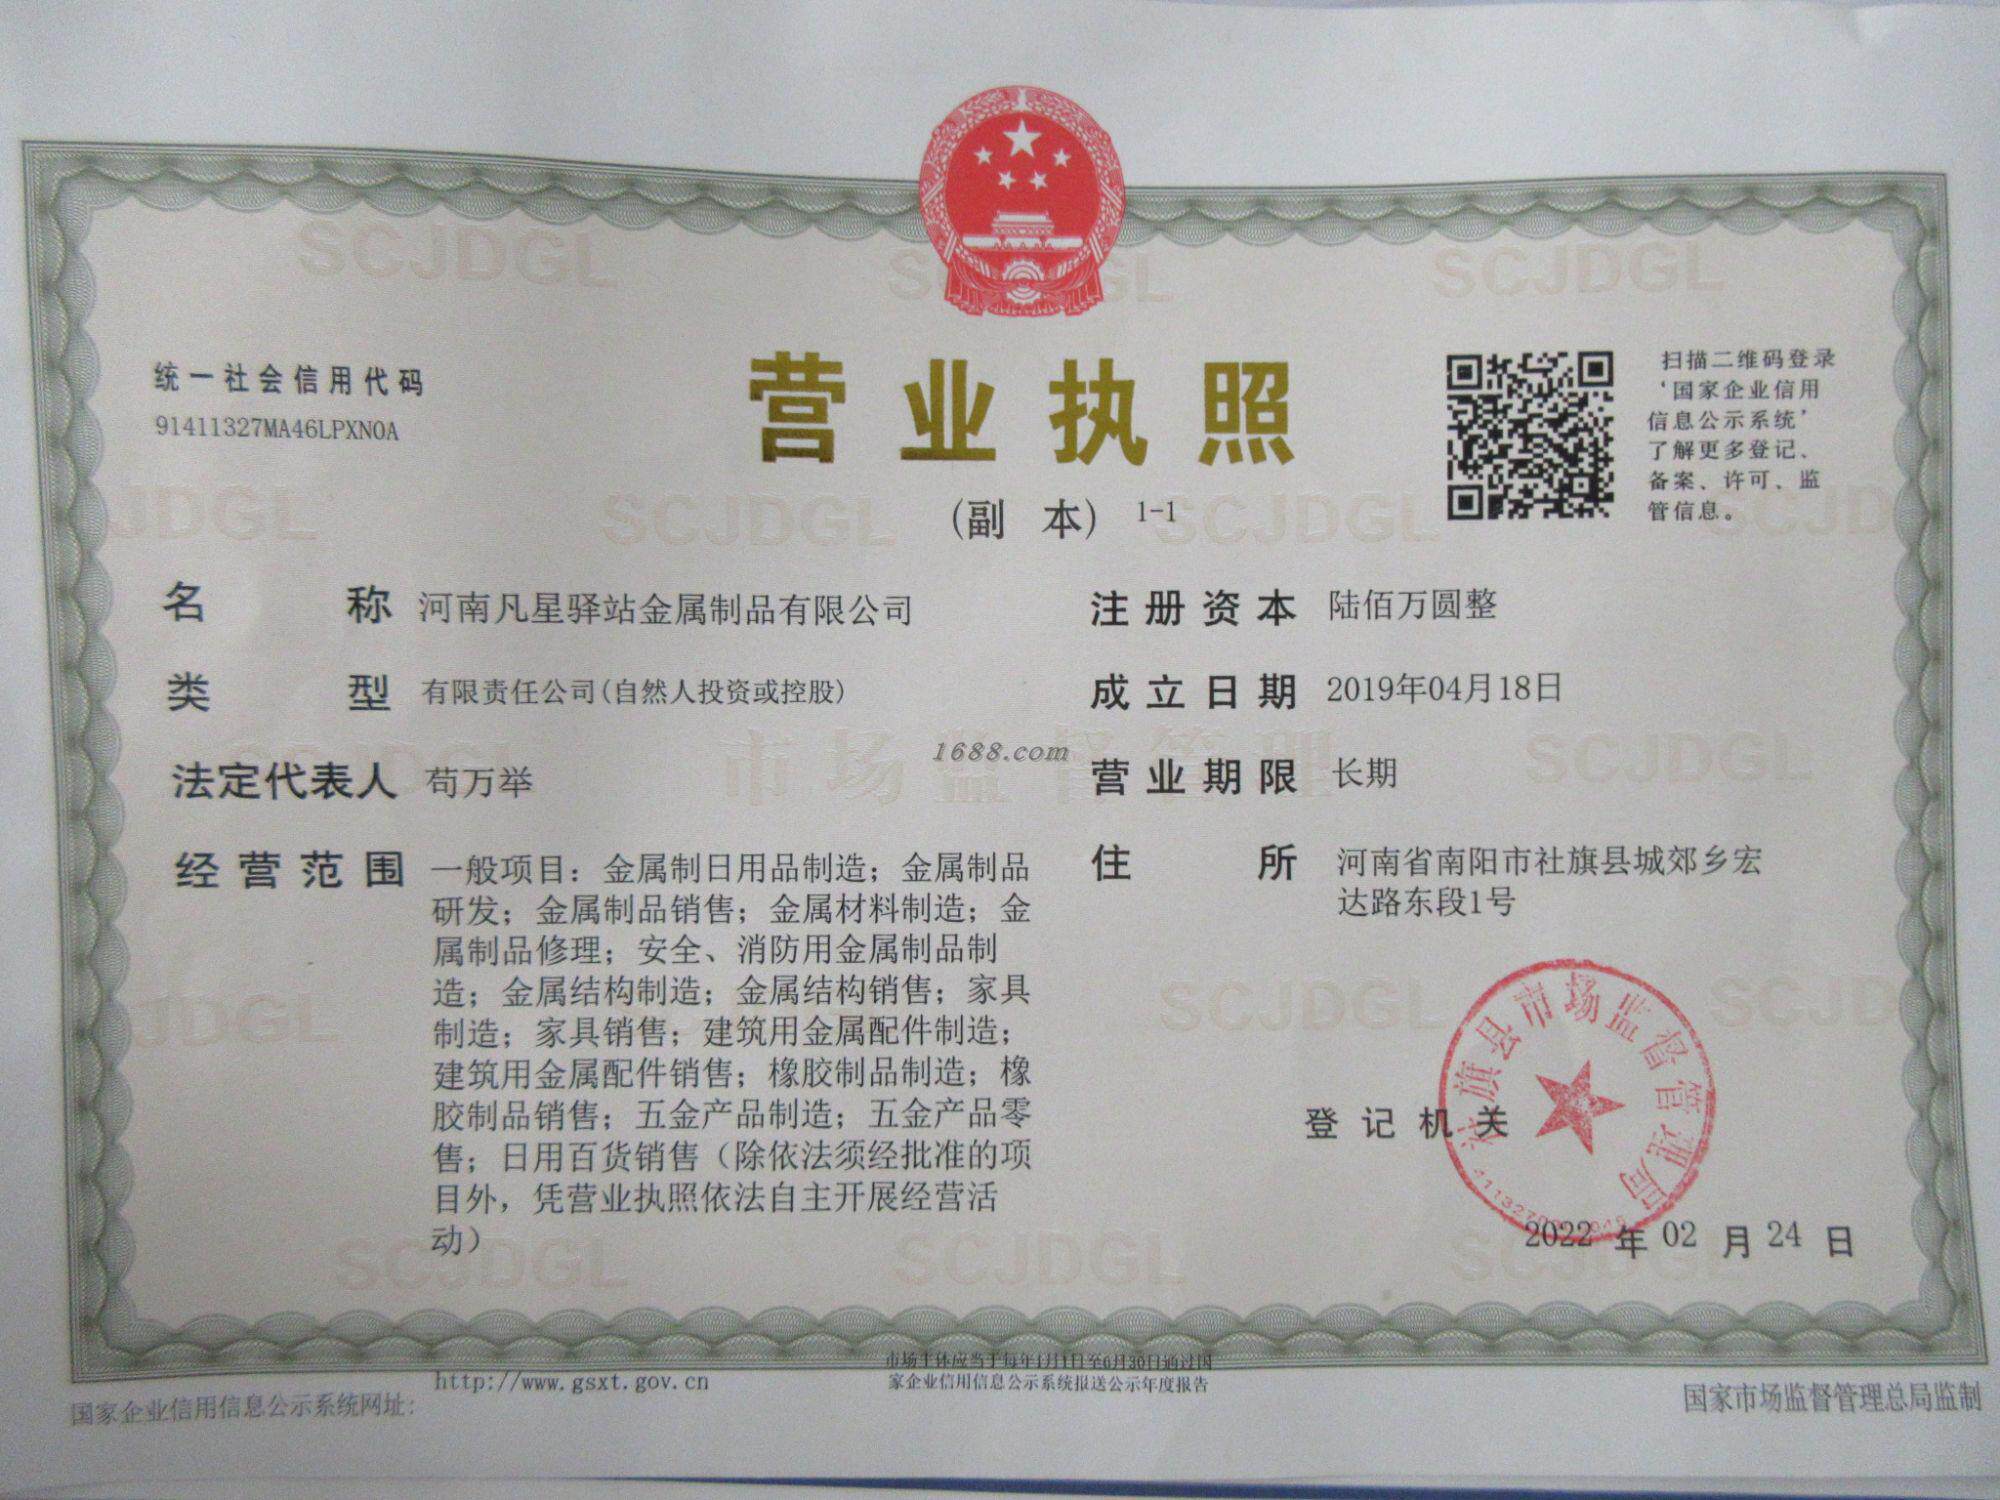 统一社会信用代码
91411327MA46LPXN0A
营业执照
(副 本) 1-1
扫描二维码登录
‘国家企业信用
信息公示系统’
了解更多登记、
备案、许可、监
管信息。
名 称 河南凡星驿站金属制品有限公司
类 型 有限责任公司(自然人投资或控股)
法定代表人 苟万举
经营范围 一般项目：金属制日用品制造；金属制品
研发；金属制品销售；金属材料制造；金
属制品修理；安全、消防用金属制品制
造；金属结构制造；金属结构销售；家具
制造；家具销售；建筑用金属配件制造；
建筑用金属配件销售；橡胶制品制造；橡
胶制品销售；五金产品制造；五金产品零
售；日用百货销售（除依法须经批准的项
目外，凭营业执照依法自主开展经营活
动）
注册资本 陆佰万圆整
成立日期 2019年04月18日
营业期限 长期
住 所 河南省南阳市社旗县城郊乡宏
达路东段1号
1688.com
市场监督管理
SCJDGL
登记机关
社旗县市场监督管理局
2022 年 02 月 24 日
国家企业信用信息公示系统网址：
http://www.gsxt.gov.cn
市场主体应当于每年1月1日至6月30日通过国
家企业信用信息公示系统报送公示年度报告
国家市场监督管理总局监制